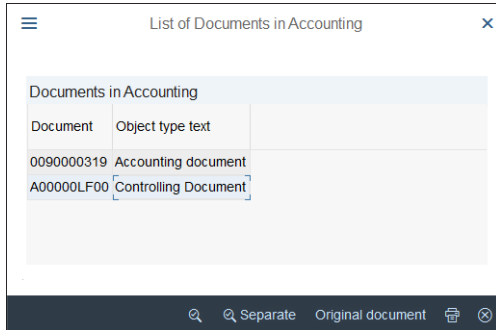 List of Documents in Accounting
Documents in Accounting
Document Object type text
0090000319 Accounting document
A00000LF00 Controlling Document
Separate Original document